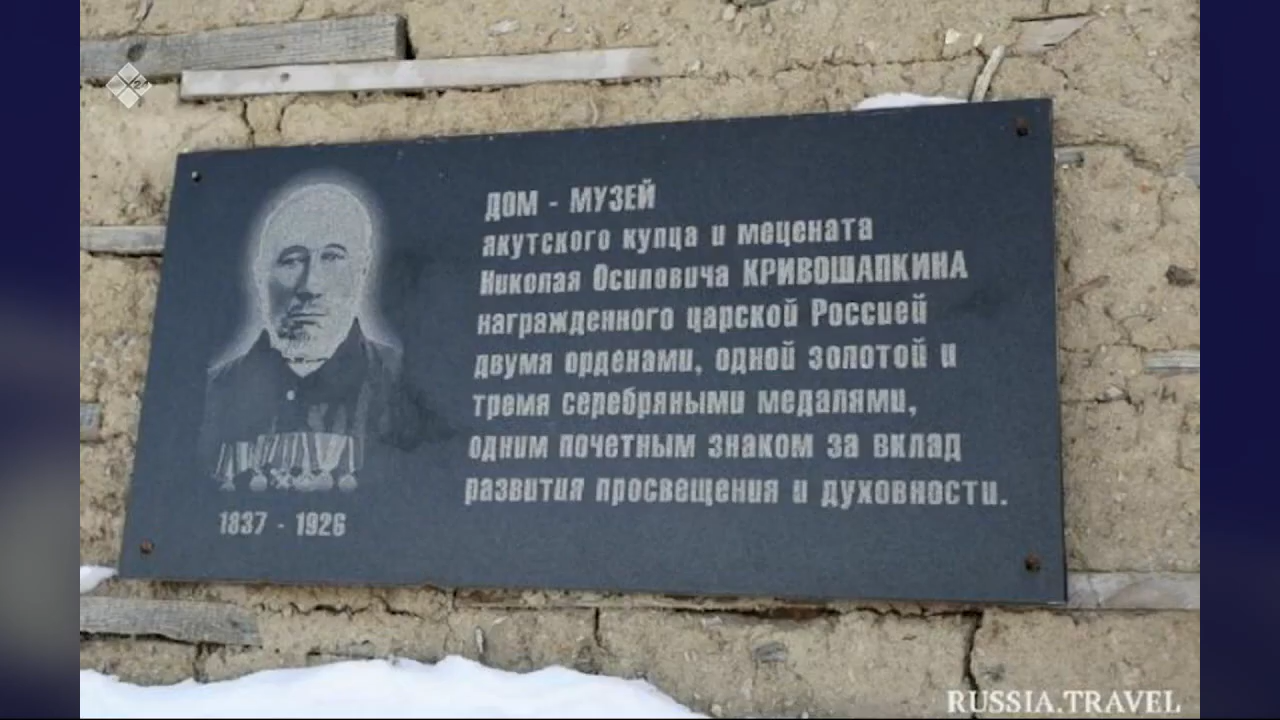 ДОМ - МУЗЕЙ
якутского купца и мецената
Николая Осиповича КРИВОШАПКИНА
награжденного царской Россией
двумя орденами, одной золотой и
тремя серебряными медалями,
одним почетным знаком за вклад
развития просвещения и духовности.
1837 - 1926
RUSSIA.TRAVEL